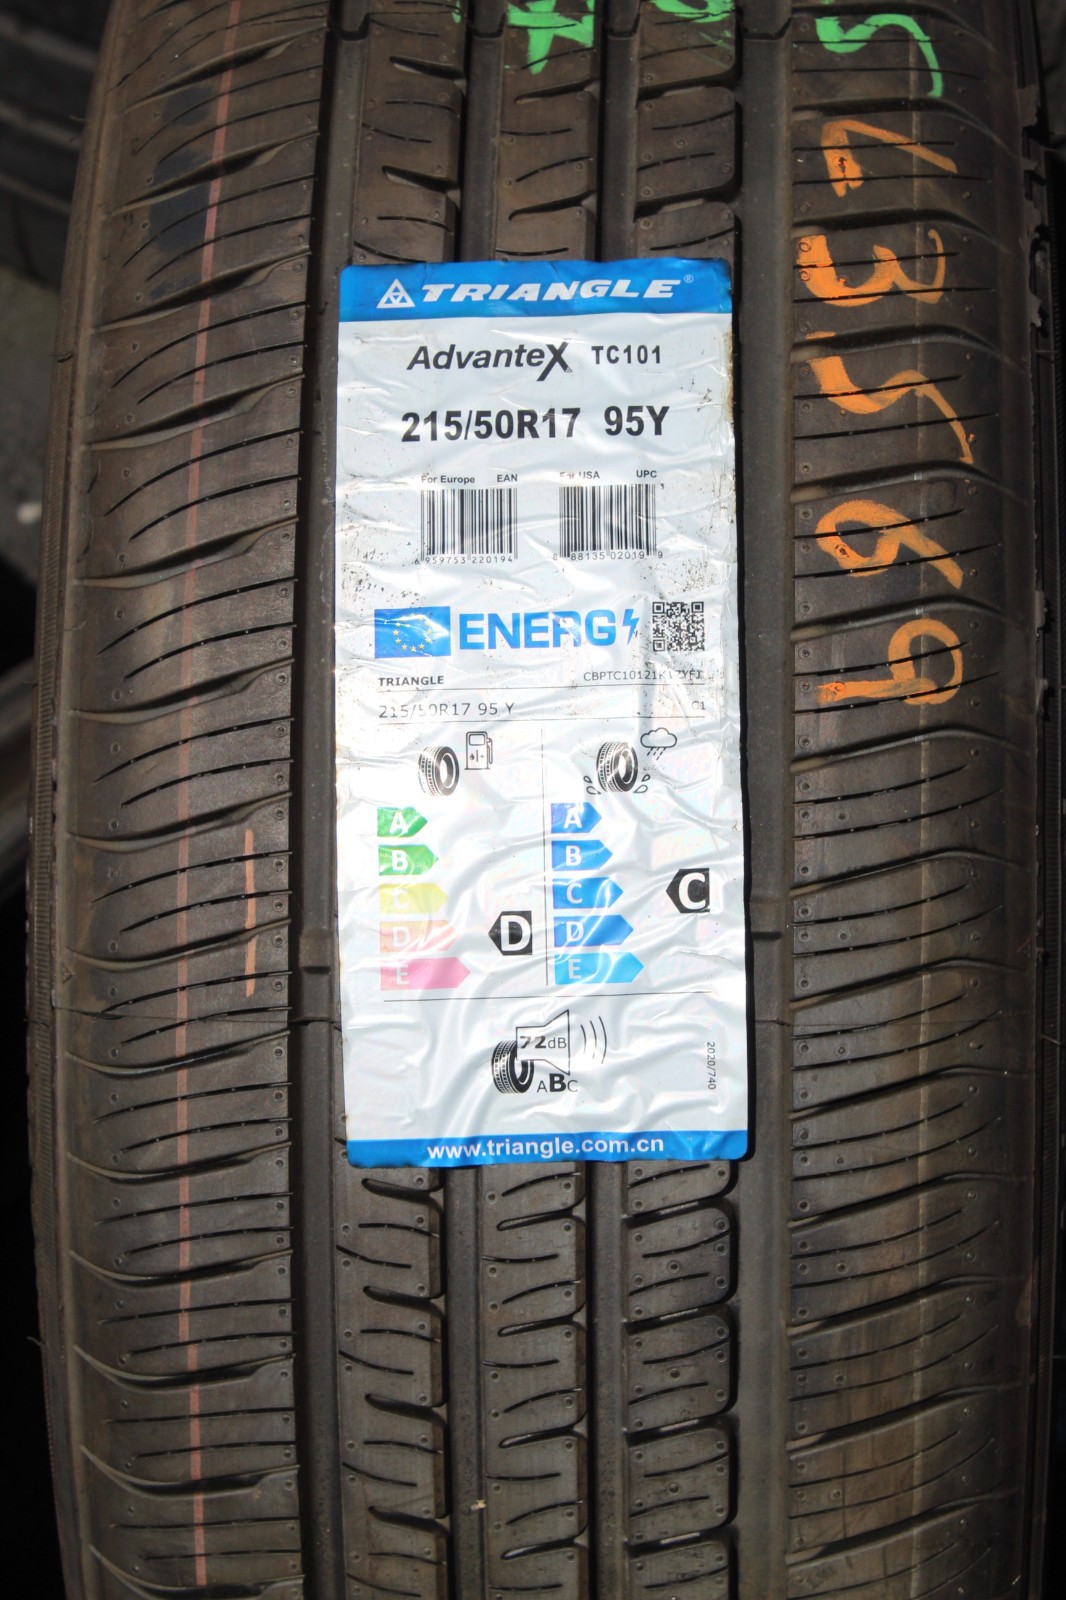 TRIANGLE®
AdvanteX TC101
215/50R17 95Y
For Europe EAN
For USA UPC
6 959753 220194
8 88135 02019 9
ENERG
TRIANGLE
215/50R17 95 Y
C1
A
B
C
D
E
D
A
B
C
D
E
C
72dB
ABC
2020/740
www.triangle.com.cn